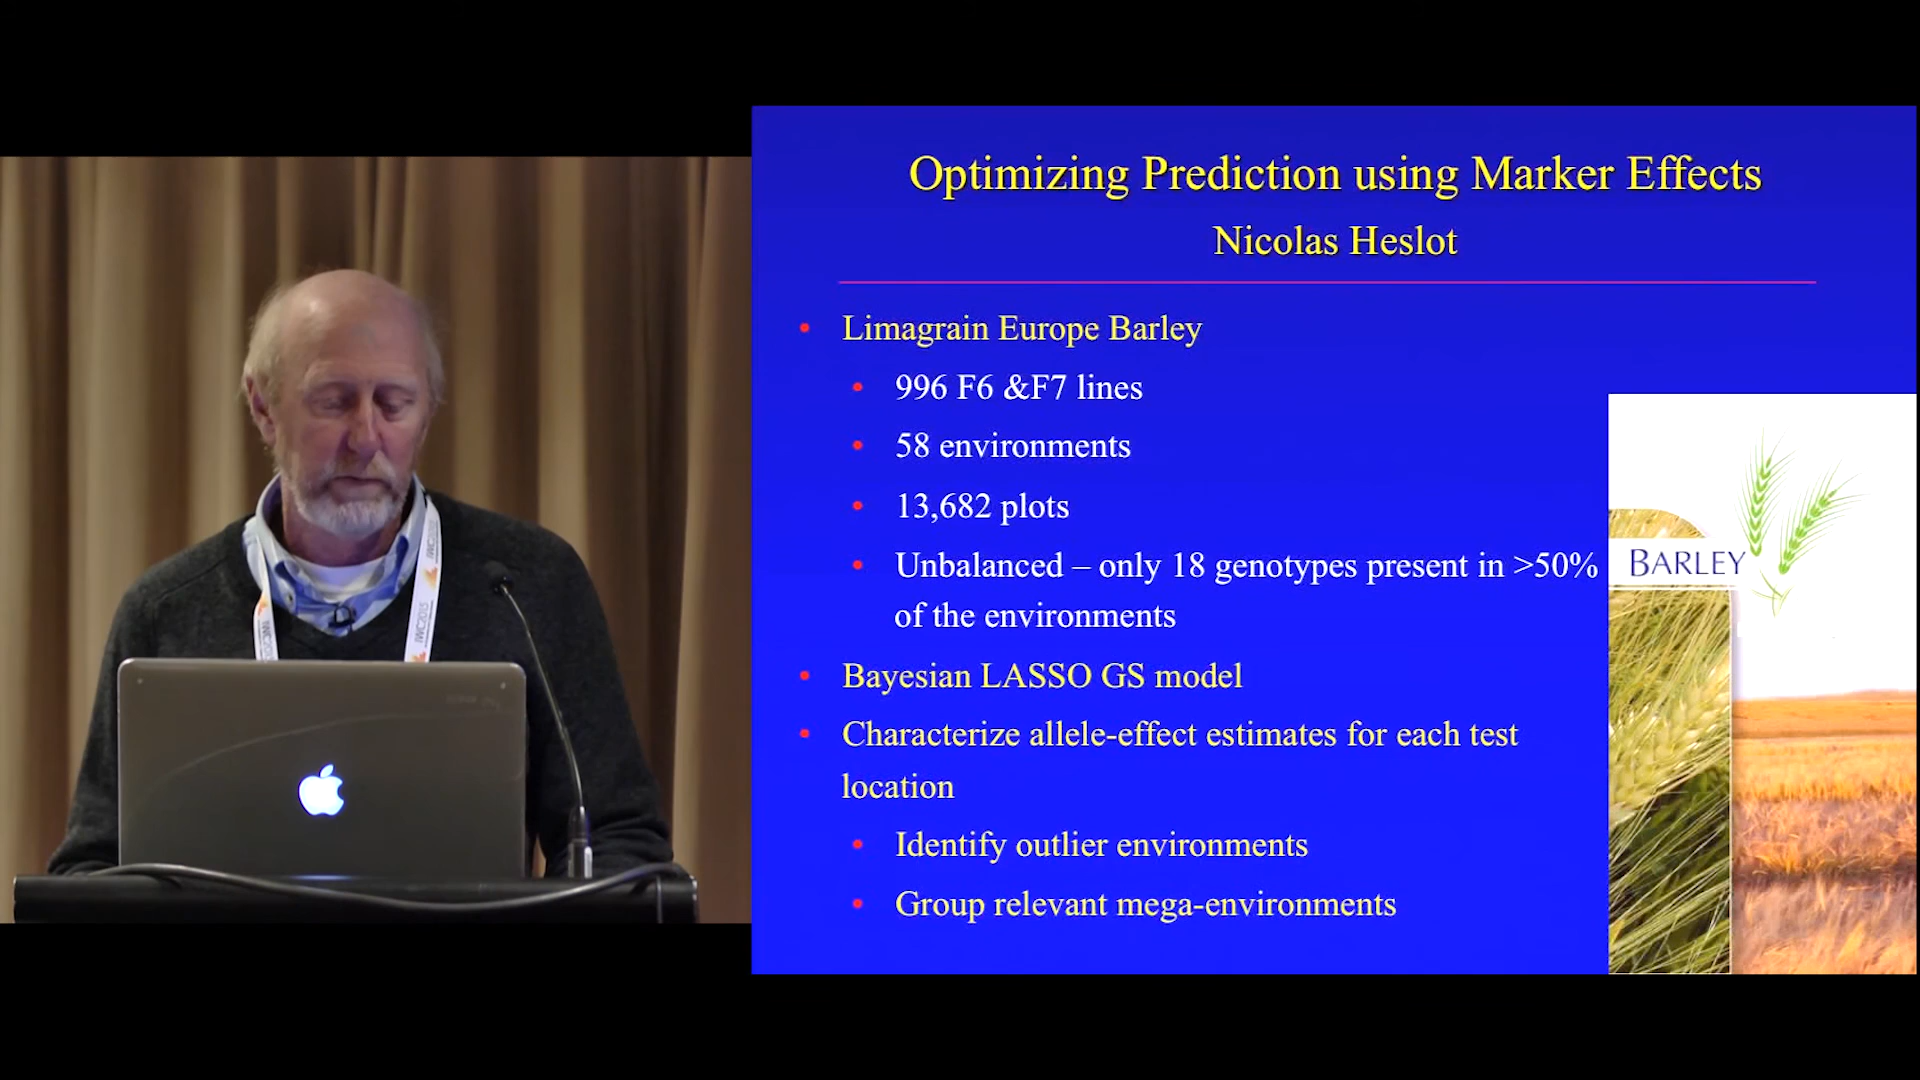 Optimizing Prediction using Marker Effects
Nicolas Heslot
• Limagrain Europe Barley
• 996 F6 &F7 lines
• 58 environments
• 13,682 plots
• Unbalanced – only 18 genotypes present in >50%
of the environments
• Bayesian LASSO GS model
• Characterize allele-effect estimates for each test
location
• Identify outlier environments
• Group relevant mega-environments
BARLEY
IWC2015